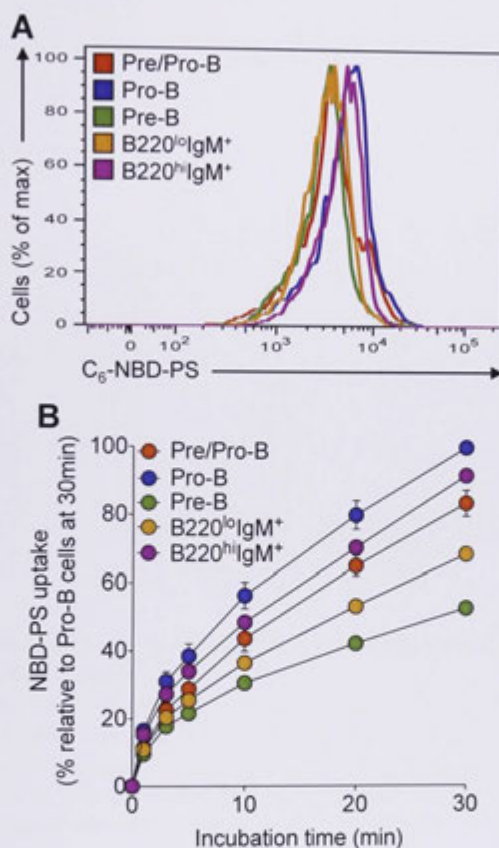 A
Pre/Pro-B
Pro-B
Pre-B
B220ˡᵒIgM⁺
B220ʰⁱIgM⁺
Cells (% of max)
100
80
60
40
20
0
0 10² 10³ 10⁴ 10⁵
C₆-NBD-PS
B
Pre/Pro-B
Pro-B
Pre-B
B220ˡᵒIgM⁺
B220ʰⁱIgM⁺
NBD-PS uptake
(% relative to Pro-B cells at 30min)
100
80
60
40
20
0
0 10 20 30
Incubation time (min)